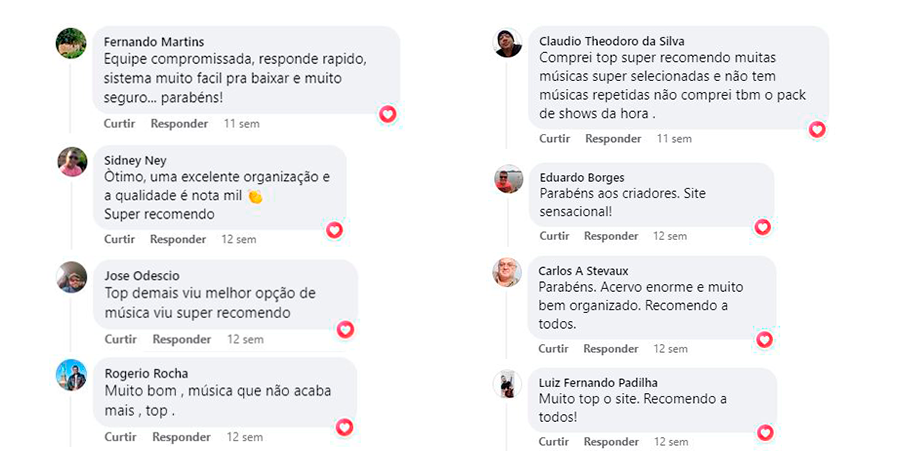 Fernando Martins
Equipe compromissada, responde rapido,
sistema muito facil pra baixar e muito
seguro... parabéns!
Curtir Responder 11 sem
Sidney Ney
Òtimo, uma excelente organização e
a qualidade é nota mil 👏
Super recomendo
Curtir Responder 12 sem
Jose Odescio
Top demais viu melhor opção de
música viu super recomendo
Curtir Responder 12 sem
Rogerio Rocha
Muito bom , música que não acaba
mais , top .
Curtir Responder 12 sem
Claudio Theodoro da Silva
Comprei top super recomendo muitas
músicas super selecionadas e não tem
músicas repetidas não comprei tbm o pack
de shows da hora .
Curtir Responder 11 sem
Eduardo Borges
Parabéns aos criadores. Site
sensacional!
Curtir Responder 12 sem
Carlos A Stevaux
Parabéns. Acervo enorme e muito
bem organizado. Recomendo a
todos.
Curtir Responder 12 sem
Luiz Fernando Padilha
Muito top o site. Recomendo a
todos!
Curtir Responder 12 sem